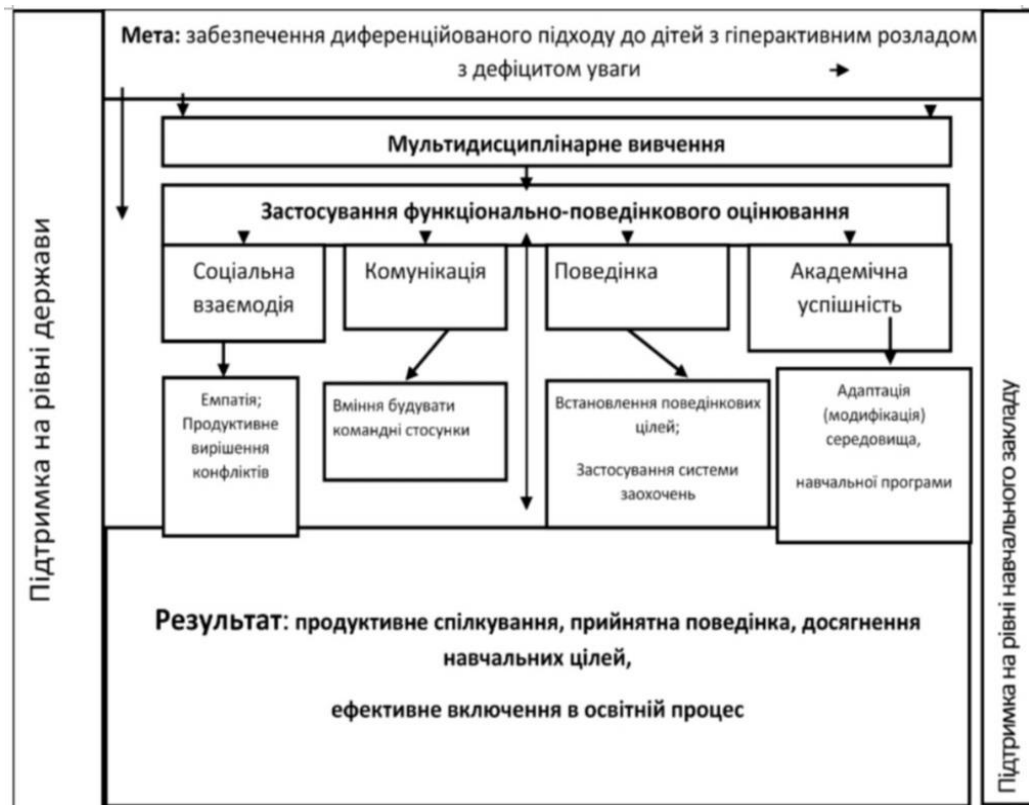 Мета: забезпечення диференційованого підходу до дітей з гіперактивним розладом
з дефіцитом уваги
Підтримка на рівні держави
Мультидисциплінарне вивчення
Застосування функціонально-поведінкового оцінювання
Соціальна
взаємодія
Комунікація
Поведінка
Академічна
успішність
Емпатія;
Продуктивне
вирішення
конфліктів
Вміння будувати
командні стосунки
Встановлення поведінкових
цілей;
Застосування системи
заохочень
Адаптація
(модифікація)
середовища,
навчальної програми
Результат: продуктивне спілкування, прийнятна поведінка, досягнення
навчальних цілей,
ефективне включення в освітній процес
Підтримка на рівні навчального
закладу